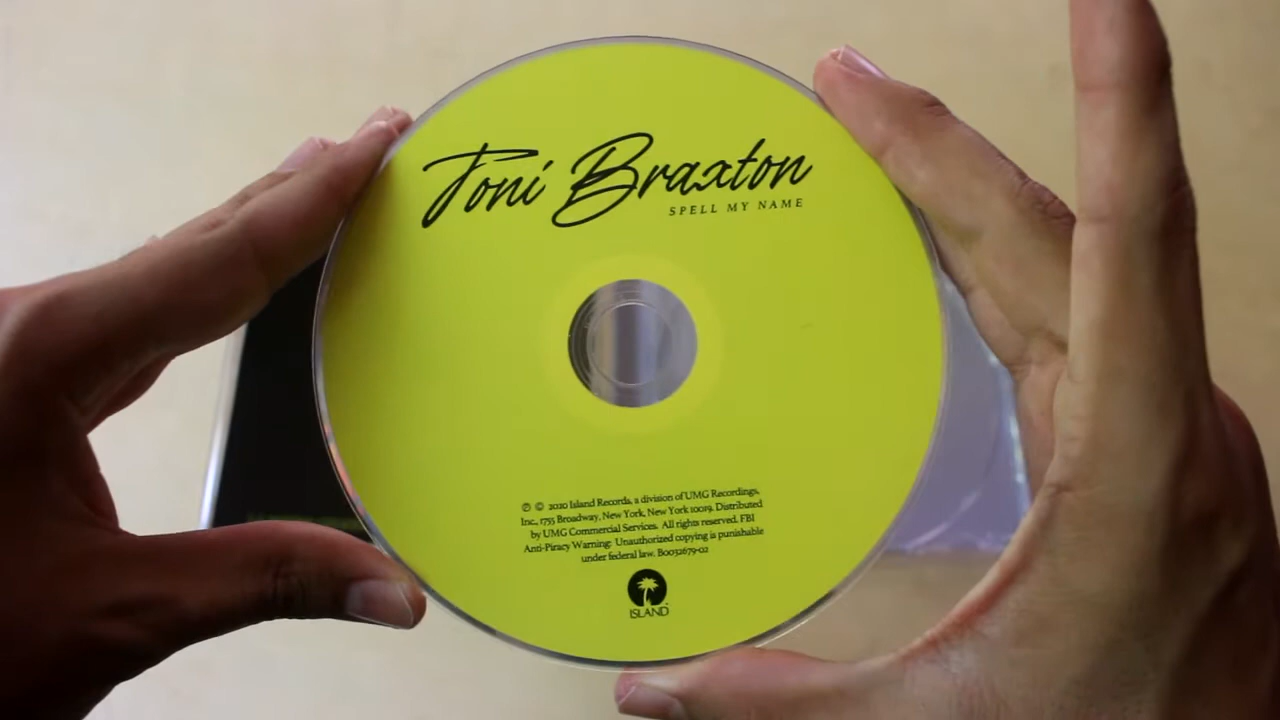 Toni Braxton
SPELL MY NAME
℗ © 2020 Island Records, a division of UMG Recordings,
Inc., 1755 Broadway, New York, New York 10019. Distributed
by UMG Commercial Services. All rights reserved. FBI
Anti-Piracy Warning: Unauthorized copying is punishable
under federal law. B0032679-02
ISLAND